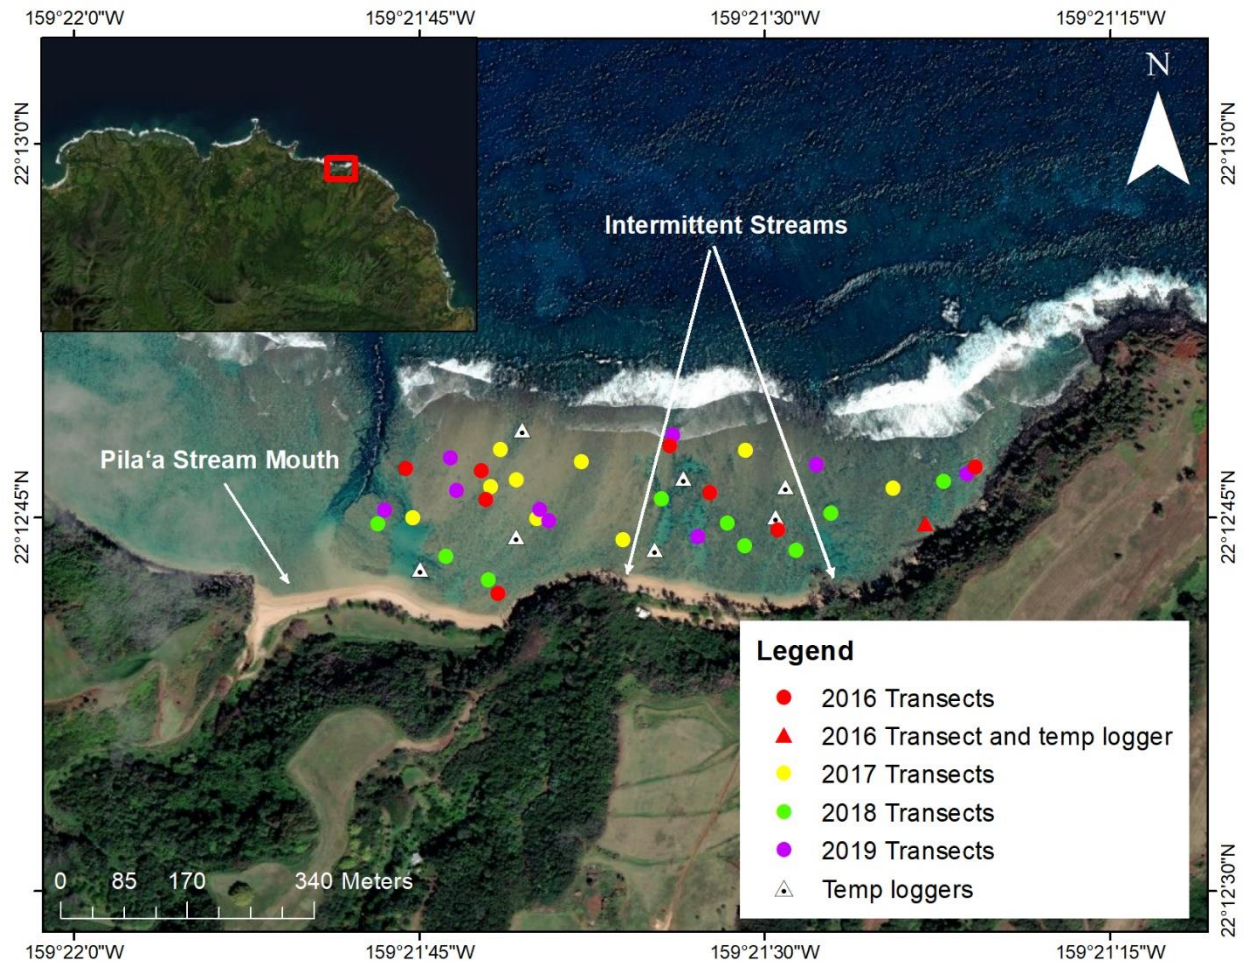 159°22'0"W
159°21'45"W
159°21'30"W
159°21'15"W
N
22°13'0"N
22°13'0"N
Intermittent Streams
Pilaʻa Stream Mouth
22°12'45"N
22°12'45"N
Legend
2016 Transects
2016 Transect and temp logger
2017 Transects
2018 Transects
2019 Transects
Temp loggers
0 85 170 340 Meters
22°12'30"N
159°22'0"W
159°21'45"W
159°21'30"W
159°21'15"W